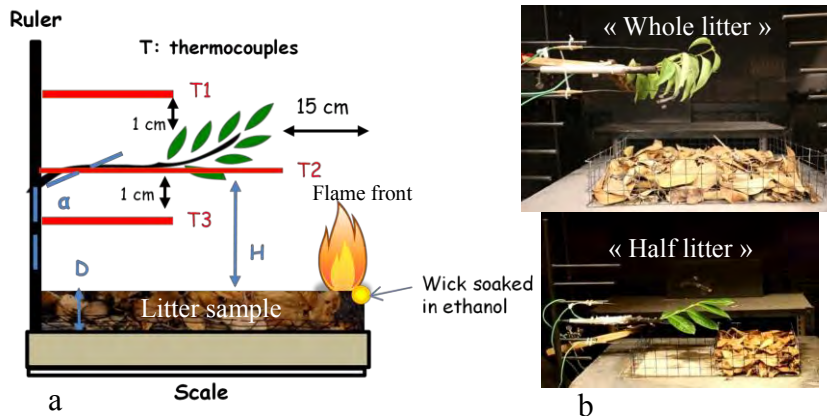 Ruler
T: thermocouples
T1
1 cm
15 cm
T2
α
1 cm
Flame front
T3
H
D
Wick soaked
in ethanol
Litter sample
Scale
a
« Whole litter »
« Half litter »
b